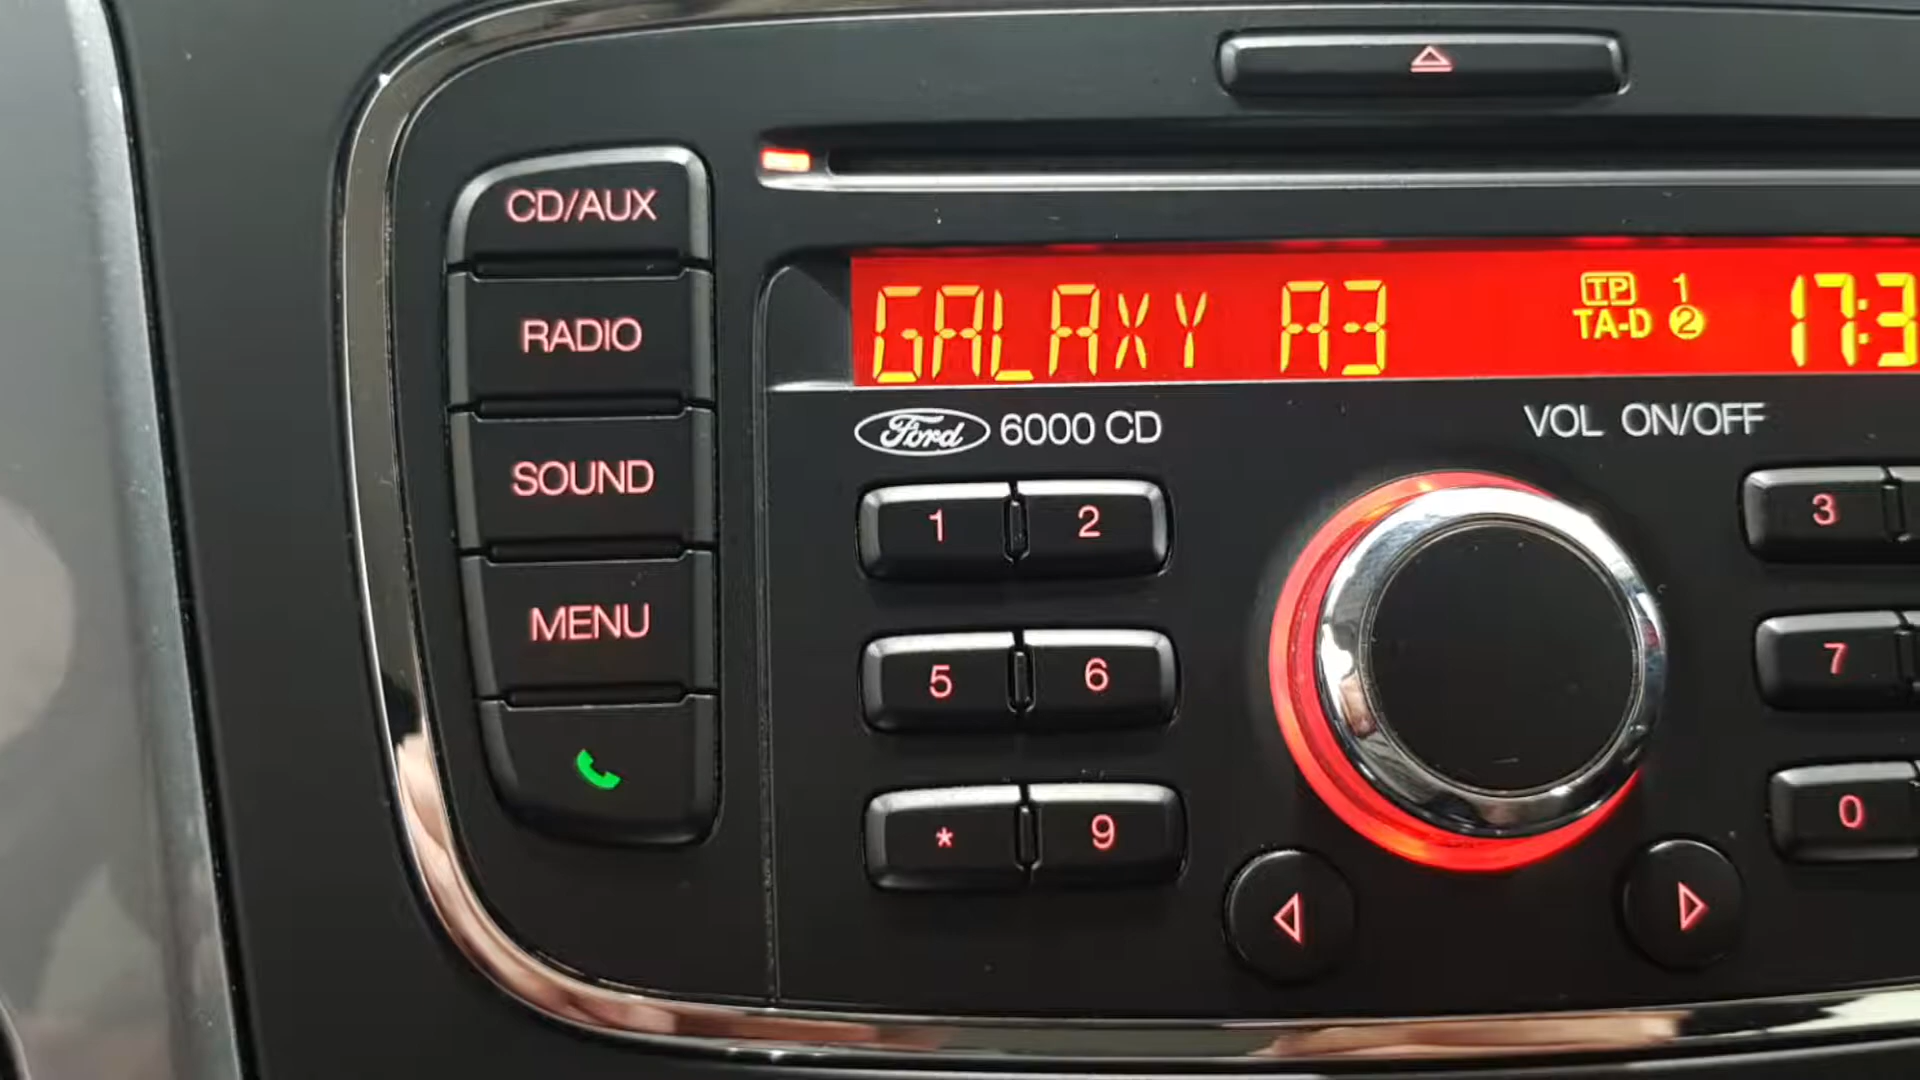 CD/AUX
RADIO
SOUND
MENU
GALAXY A3
TP 1
TA-D 2
17:3
Ford 6000 CD
VOL ON/OFF
1 2
3
5 6
7
* 9
0